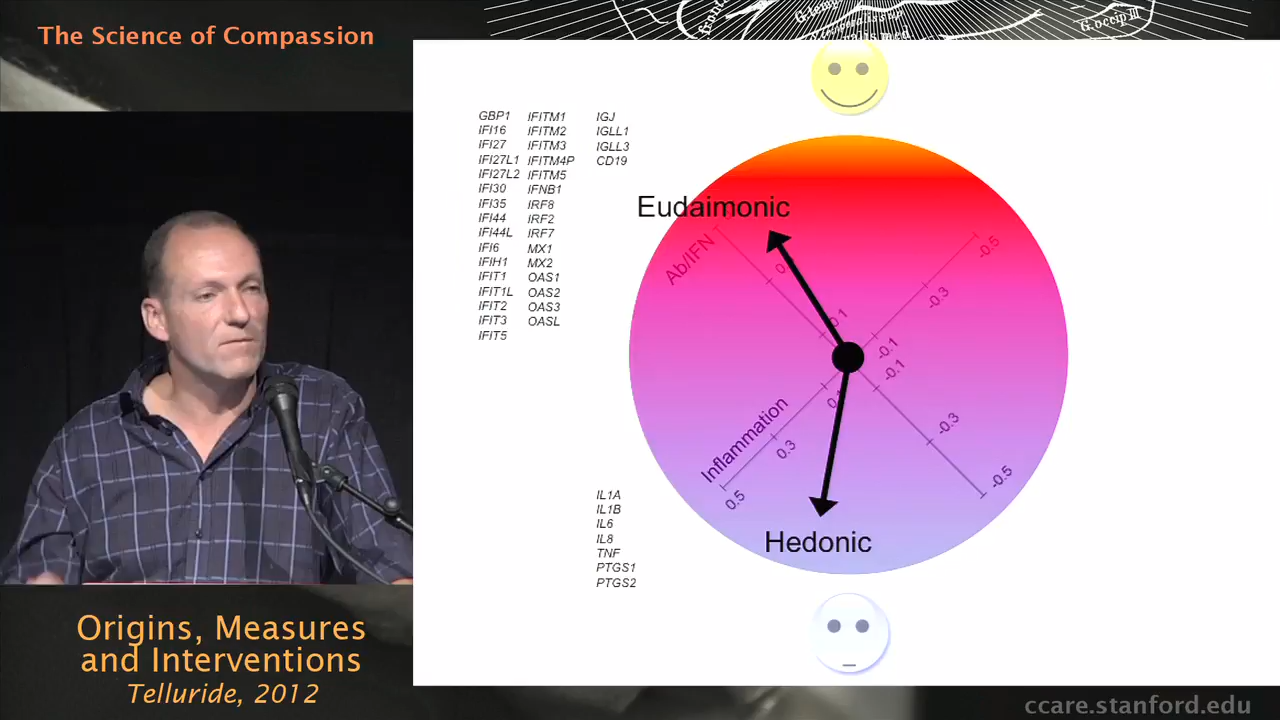 The Science of Compassion
G.occip III
GBP1 IFITM1 IGJ
IFI16 IFITM2 IGLL1
IFI27 IFITM3 IGLL3
IFI27L1 IFITM4P CD19
IFI27L2 IFITM5
IFI30 IFNB1
IFI35 IRF8
IFI44 IRF2
IFI44L IRF7
IFI6 MX1
IFIH1 MX2
IFIT1 OAS1
IFIT1L OAS2
IFIT2 OAS3
IFIT3 OASL
IFIT5
Eudaimonic
Ab/IFN
-0.5
-0.3
-0.1
-0.1
-0.3
-0.5
Inflammation
0.3
0.5
Hedonic
IL1A
IL1B
IL6
IL8
TNF
PTGS1
PTGS2
Origins, Measures
and Interventions
Telluride, 2012
ccare.stanford.edu